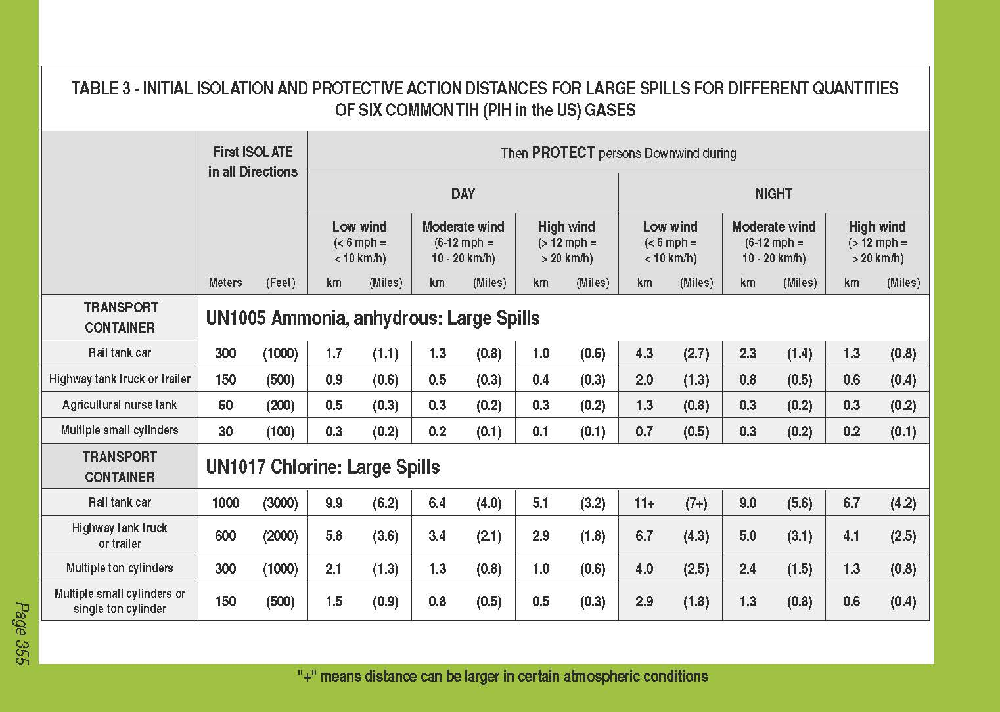 TABLE 3 - INITIAL ISOLATION AND PROTECTIVE ACTION DISTANCES FOR LARGE SPILLS FOR DIFFERENT QUANTITIES
OF SIX COMMON TIH (PIH in the US) GASES
First ISOLATE
in all Directions
Then PROTECT persons Downwind during
DAY NIGHT
Low wind Moderate wind High wind Low wind Moderate wind High wind
(< 6 mph = (6-12 mph = (> 12 mph = (< 6 mph = (6-12 mph = (> 12 mph =
< 10 km/h) 10 - 20 km/h) > 20 km/h) < 10 km/h) 10 - 20 km/h) > 20 km/h)
Meters (Feet) km (Miles) km (Miles) km (Miles) km (Miles) km (Miles) km (Miles)
TRANSPORT
CONTAINER
UN1005 Ammonia, anhydrous: Large Spills
Rail tank car 300 (1000) 1.7 (1.1) 1.3 (0.8) 1.0 (0.6) 4.3 (2.7) 2.3 (1.4) 1.3 (0.8)
Highway tank truck or trailer 150 (500) 0.9 (0.6) 0.5 (0.3) 0.4 (0.3) 2.0 (1.3) 0.8 (0.5) 0.6 (0.4)
Agricultural nurse tank 60 (200) 0.5 (0.3) 0.3 (0.2) 0.3 (0.2) 1.3 (0.8) 0.3 (0.2) 0.3 (0.2)
Multiple small cylinders 30 (100) 0.3 (0.2) 0.2 (0.1) 0.1 (0.1) 0.7 (0.5) 0.3 (0.2) 0.2 (0.1)
TRANSPORT
CONTAINER
UN1017 Chlorine: Large Spills
Rail tank car 1000 (3000) 9.9 (6.2) 6.4 (4.0) 5.1 (3.2) 11+ (7+) 9.0 (5.6) 6.7 (4.2)
Highway tank truck
or trailer 600 (2000) 5.8 (3.6) 3.4 (2.1) 2.9 (1.8) 6.7 (4.3) 5.0 (3.1) 4.1 (2.5)
Multiple ton cylinders 300 (1000) 2.1 (1.3) 1.3 (0.8) 1.0 (0.6) 4.0 (2.5) 2.4 (1.5) 1.3 (0.8)
Multiple small cylinders or
single ton cylinder 150 (500) 1.5 (0.9) 0.8 (0.5) 0.5 (0.3) 2.9 (1.8) 1.3 (0.8) 0.6 (0.4)
"+" means distance can be larger in certain atmospheric conditions
Page 355